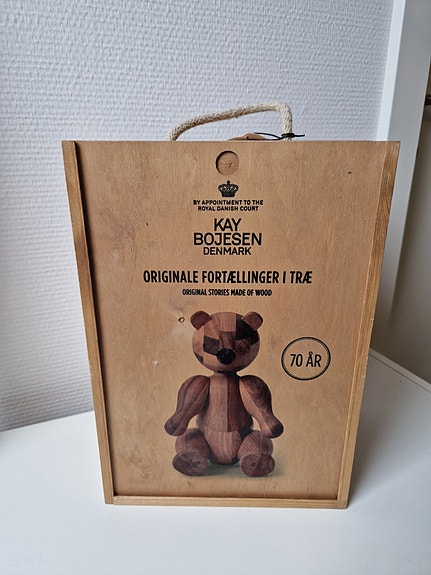 BY APPOINTMENT TO THE
ROYAL DANISH COURT
KAY
BOJESEN
DENMARK
ORIGINALE FORTÆLLINGER I TRÆ
ORIGINAL STORIES MADE OF WOOD
70 ÅR